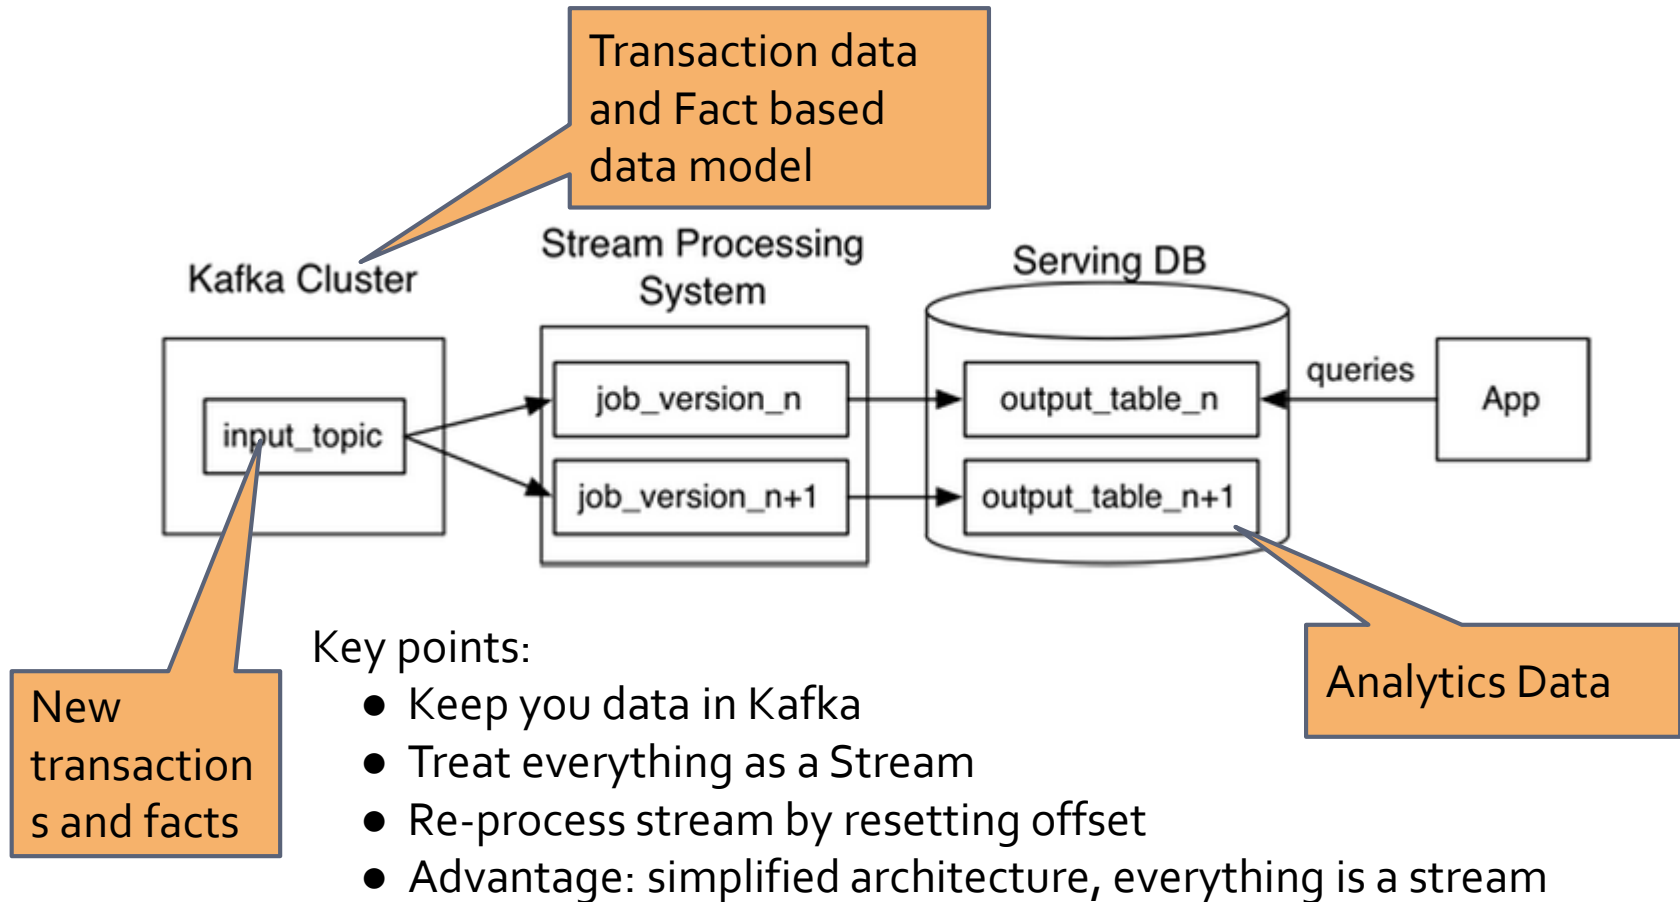 Transaction data
and Fact based
data model
Kafka Cluster
Stream Processing
System
Serving DB
input_topic
job_version_n
job_version_n+1
output_table_n
output_table_n+1
queries
App
New
transaction
s and facts
Analytics Data
Key points:
● Keep you data in Kafka
● Treat everything as a Stream
● Re-process stream by resetting offset
● Advantage: simplified architecture, everything is a stream